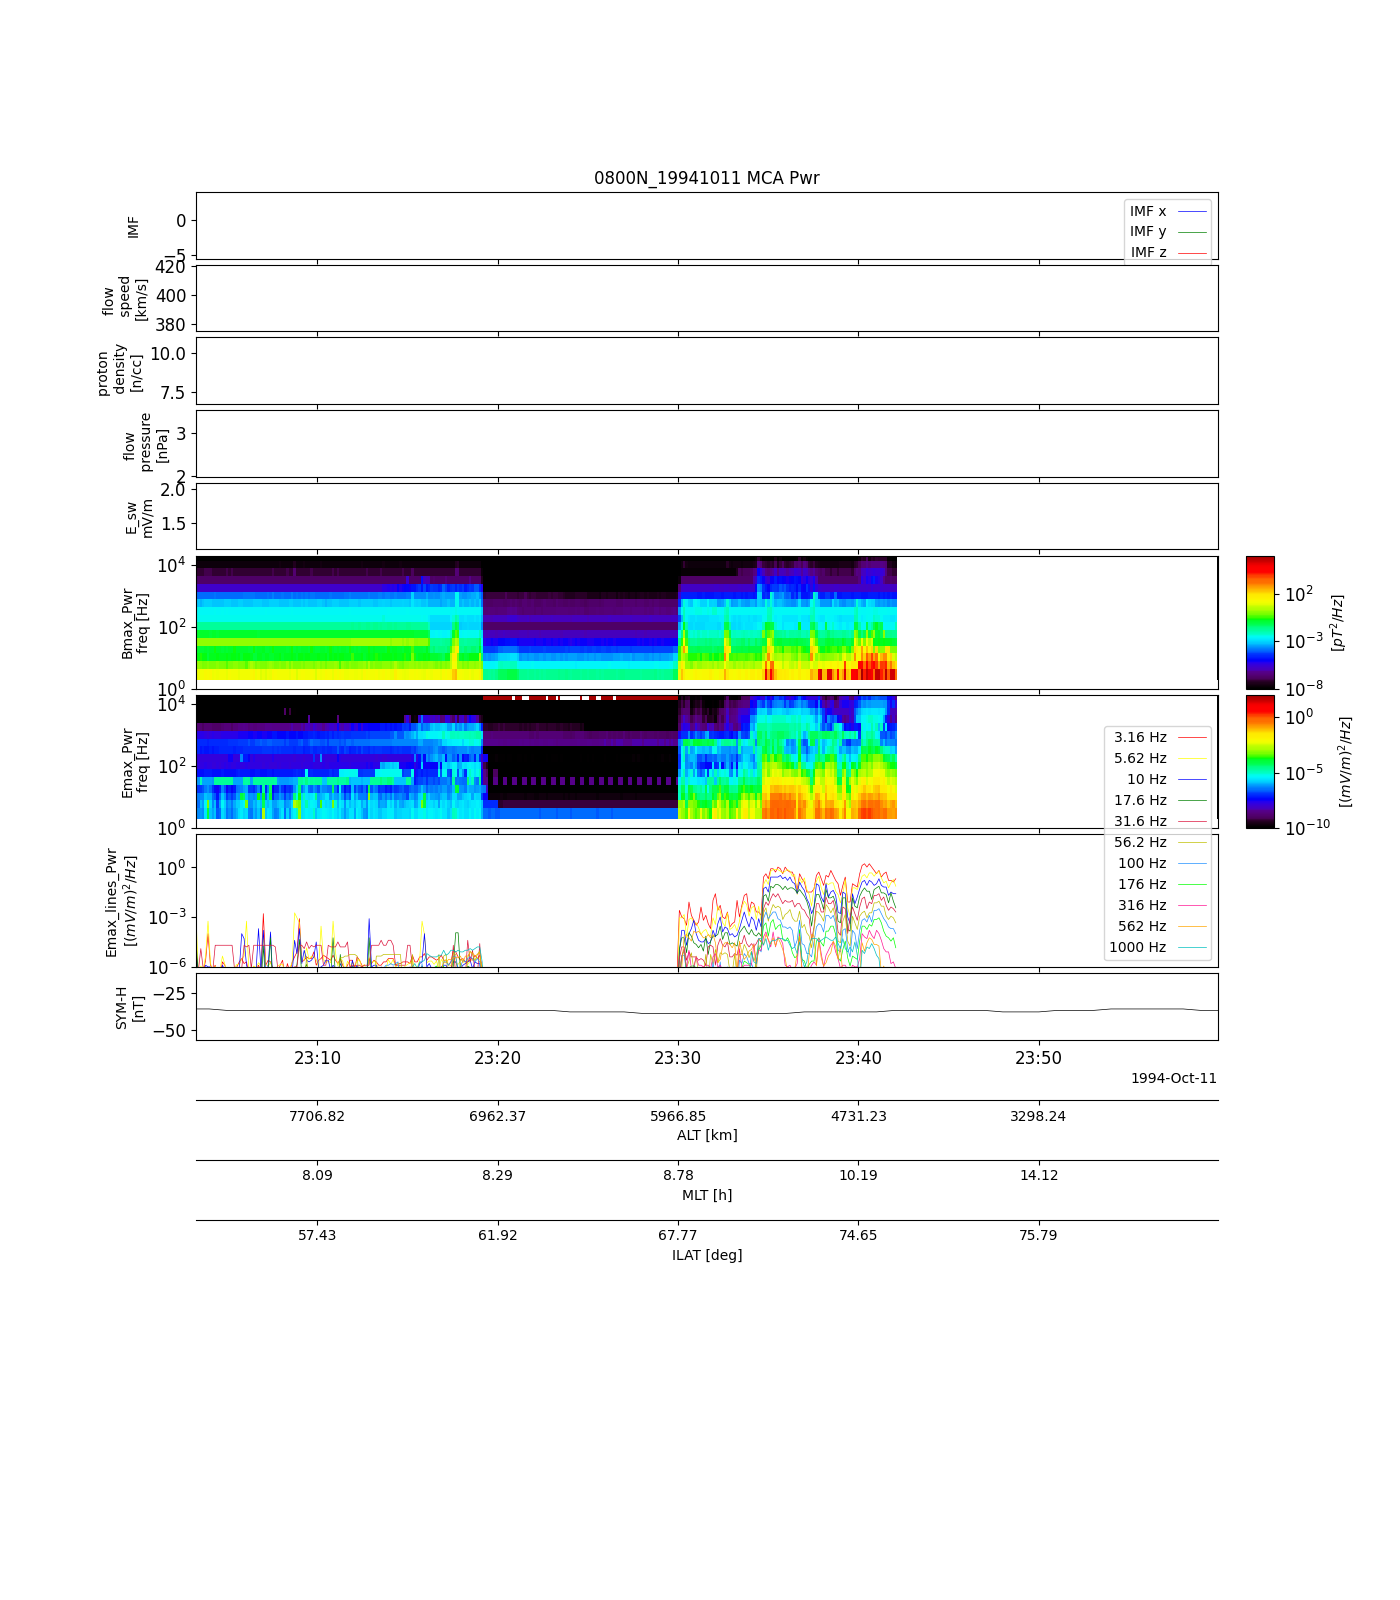 0800N_19941011 MCA Pwr
IMF
0
−5
IMF x
IMF y
IMF z
flow
speed
[km/s]
420
400
380
proton
density
[n/cc]
10.0
7.5
flow
pressure
[nPa]
3
2
E_sw
mV/m
2.0
1.5
Bmax_Pwr
freq [Hz]
10^4
10^2
10^0
10^2
10^−3
10^−8
[pT^2/Hz]
Emax_Pwr
freq [Hz]
10^4
10^2
10^0
10^0
10^−5
10^−10
[(mV/m)^2/Hz]
3.16 Hz
5.62 Hz
10 Hz
17.6 Hz
31.6 Hz
56.2 Hz
100 Hz
176 Hz
316 Hz
562 Hz
1000 Hz
Emax_lines_Pwr
[(mV/m)^2/Hz]
10^0
10^−3
10^−6
SYM-H
[nT]
−25
−50
23:10 23:20 23:30 23:40 23:50
1994-Oct-11
7706.82 6962.37 5966.85 4731.23 3298.24
ALT [km]
8.09 8.29 8.78 10.19 14.12
MLT [h]
57.43 61.92 67.77 74.65 75.79
ILAT [deg]